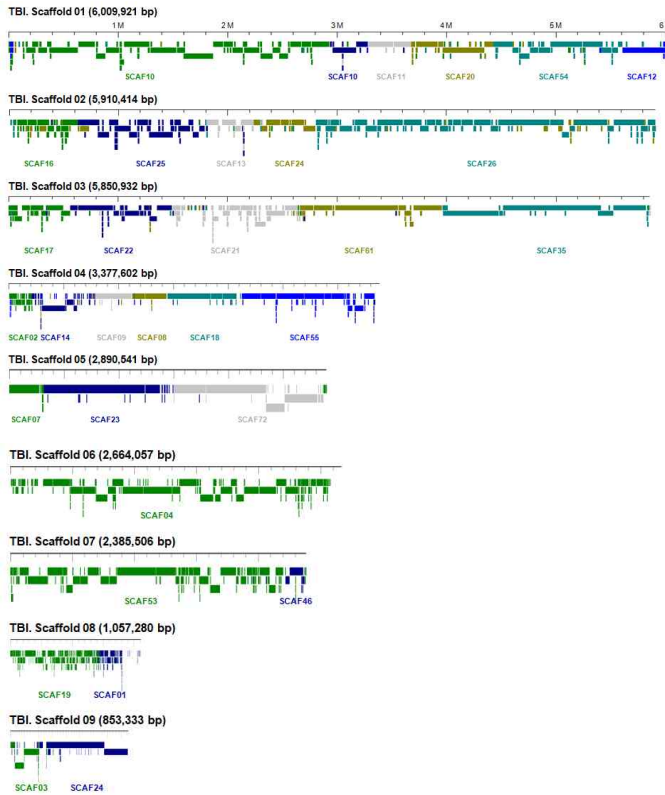 TBI. Scaffold 01 (6,009,921 bp)
1 M 2 M 3 M 4 M 5 M 6
SCAF10 SCAF10 SCAF11 SCAF20 SCAF54 SCAF12
TBI. Scaffold 02 (5,910,414 bp)
SCAF16 SCAF25 SCAF13 SCAF24 SCAF26
TBI. Scaffold 03 (5,850,932 bp)
SCAF17 SCAF22 SCAF21 SCAF61 SCAF35
TBI. Scaffold 04 (3,377,602 bp)
SCAF02 SCAF14 SCAF09 SCAF08 SCAF18 SCAF55
TBI. Scaffold 05 (2,890,541 bp)
SCAF07 SCAF23 SCAF72
TBI. Scaffold 06 (2,664,057 bp)
SCAF04
TBI. Scaffold 07 (2,385,506 bp)
SCAF53 SCAF46
TBI. Scaffold 08 (1,057,280 bp)
SCAF19 SCAF01
TBI. Scaffold 09 (853,333 bp)
SCAF03 SCAF24